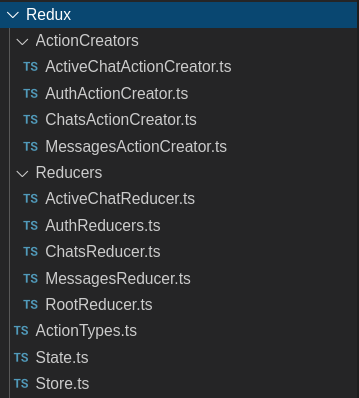 Redux
ActionCreators
TS ActiveChatActionCreator.ts
TS AuthActionCreator.ts
TS ChatsActionCreator.ts
TS MessagesActionCreator.ts
Reducers
TS ActiveChatReducer.ts
TS AuthReducers.ts
TS ChatsReducer.ts
TS MessagesReducer.ts
TS RootReducer.ts
TS ActionTypes.ts
TS State.ts
TS Store.ts